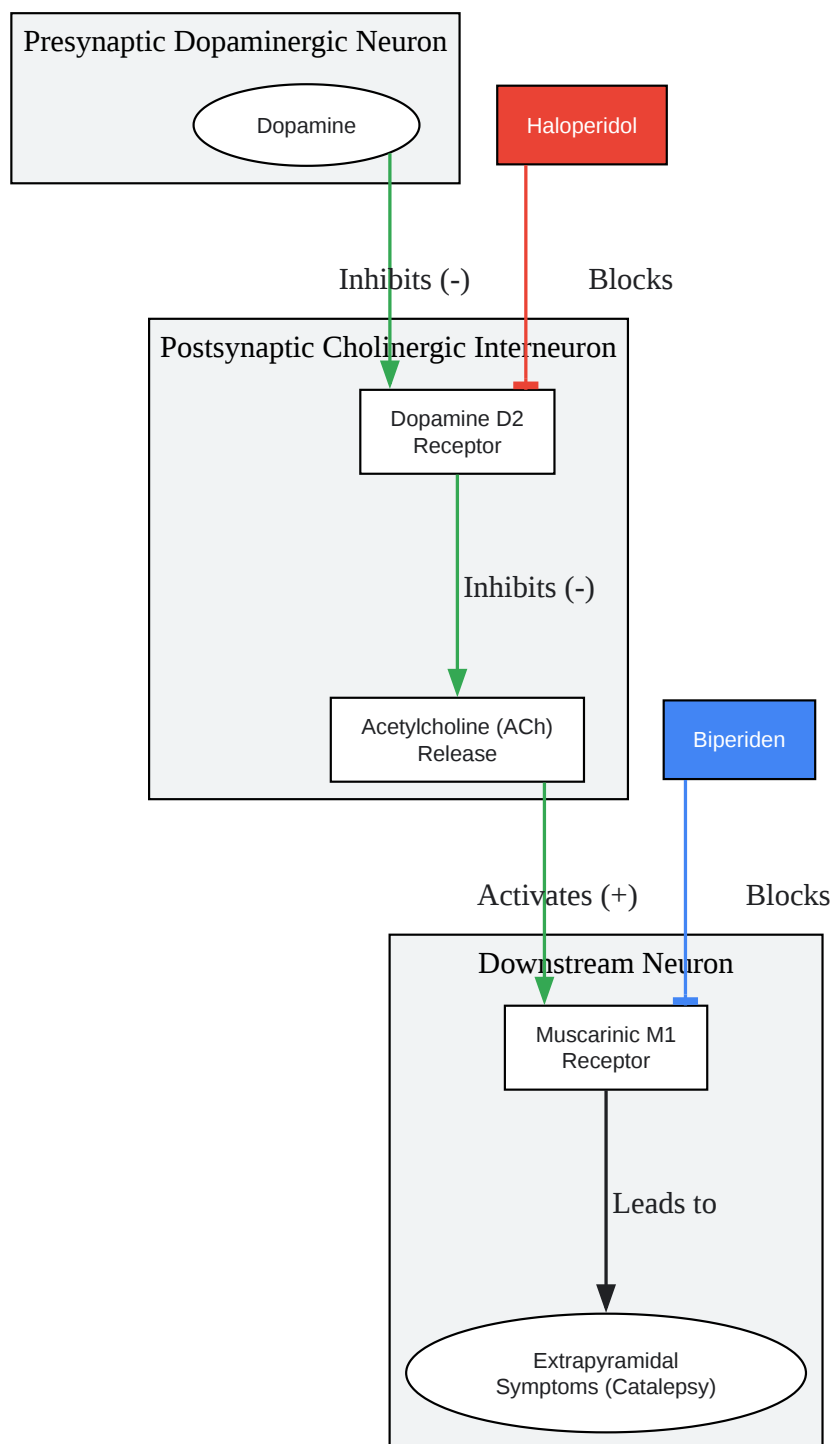 Presynaptic Dopaminergic Neuron
Dopamine
Haloperidol
Inhibits (-)
Blocks
Postsynaptic Cholinergic Interneuron
Dopamine D2
Receptor
Inhibits (-)
Acetylcholine (ACh)
Release
Biperiden
Activates (+)
Blocks
Downstream Neuron
Muscarinic M1
Receptor
Leads to
Extrapyramidal
Symptoms (Catalepsy)